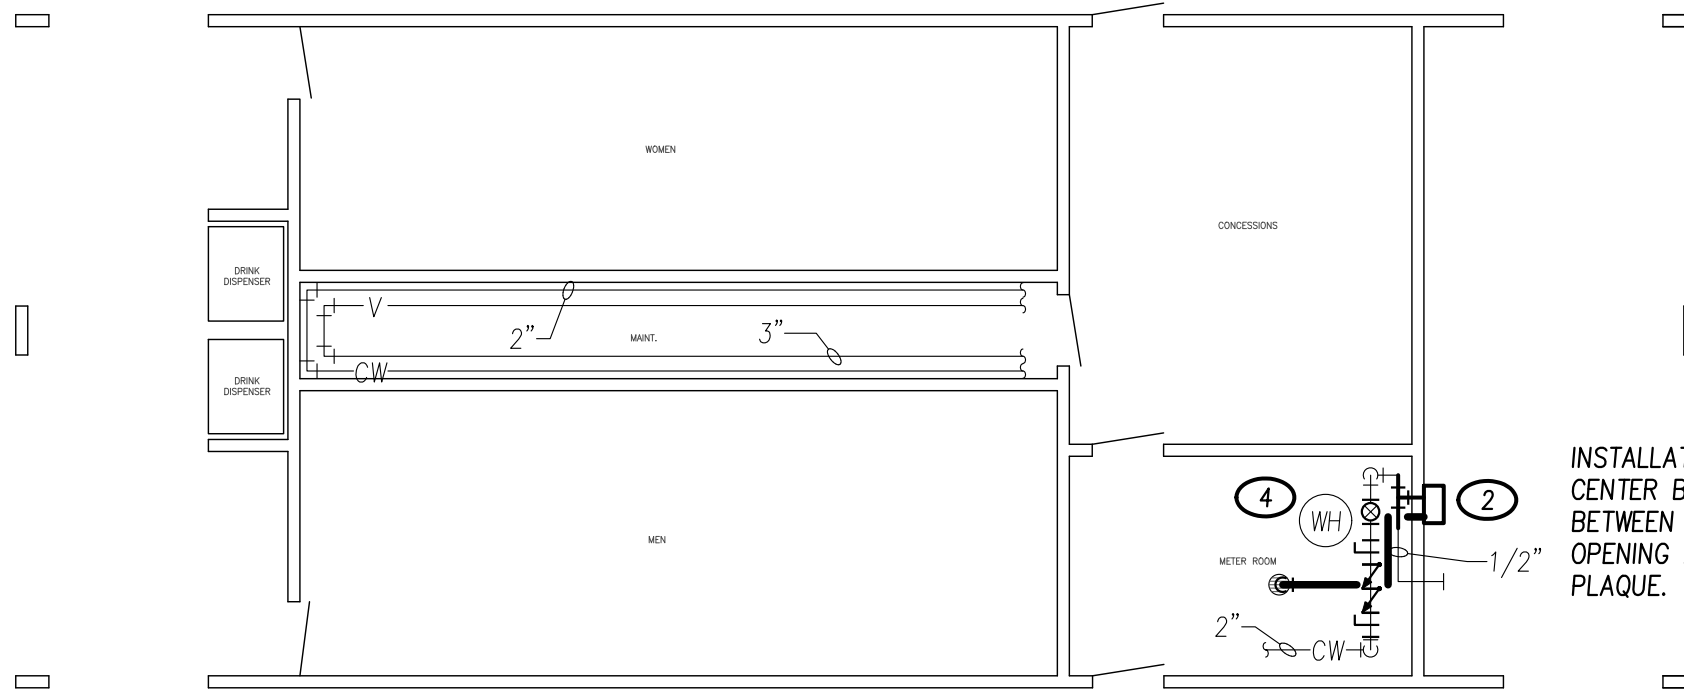 WOMEN
CONCESSIONS
DRINK
DISPENSER
V
2"
MAINT.
3"
DRINK
DISPENSER
CW
INSTALLAT
CENTER B
BETWEEN
OPENING
PLAQUE.
4
2
WH
MEN
METER ROOM
1/2"
2"
CW